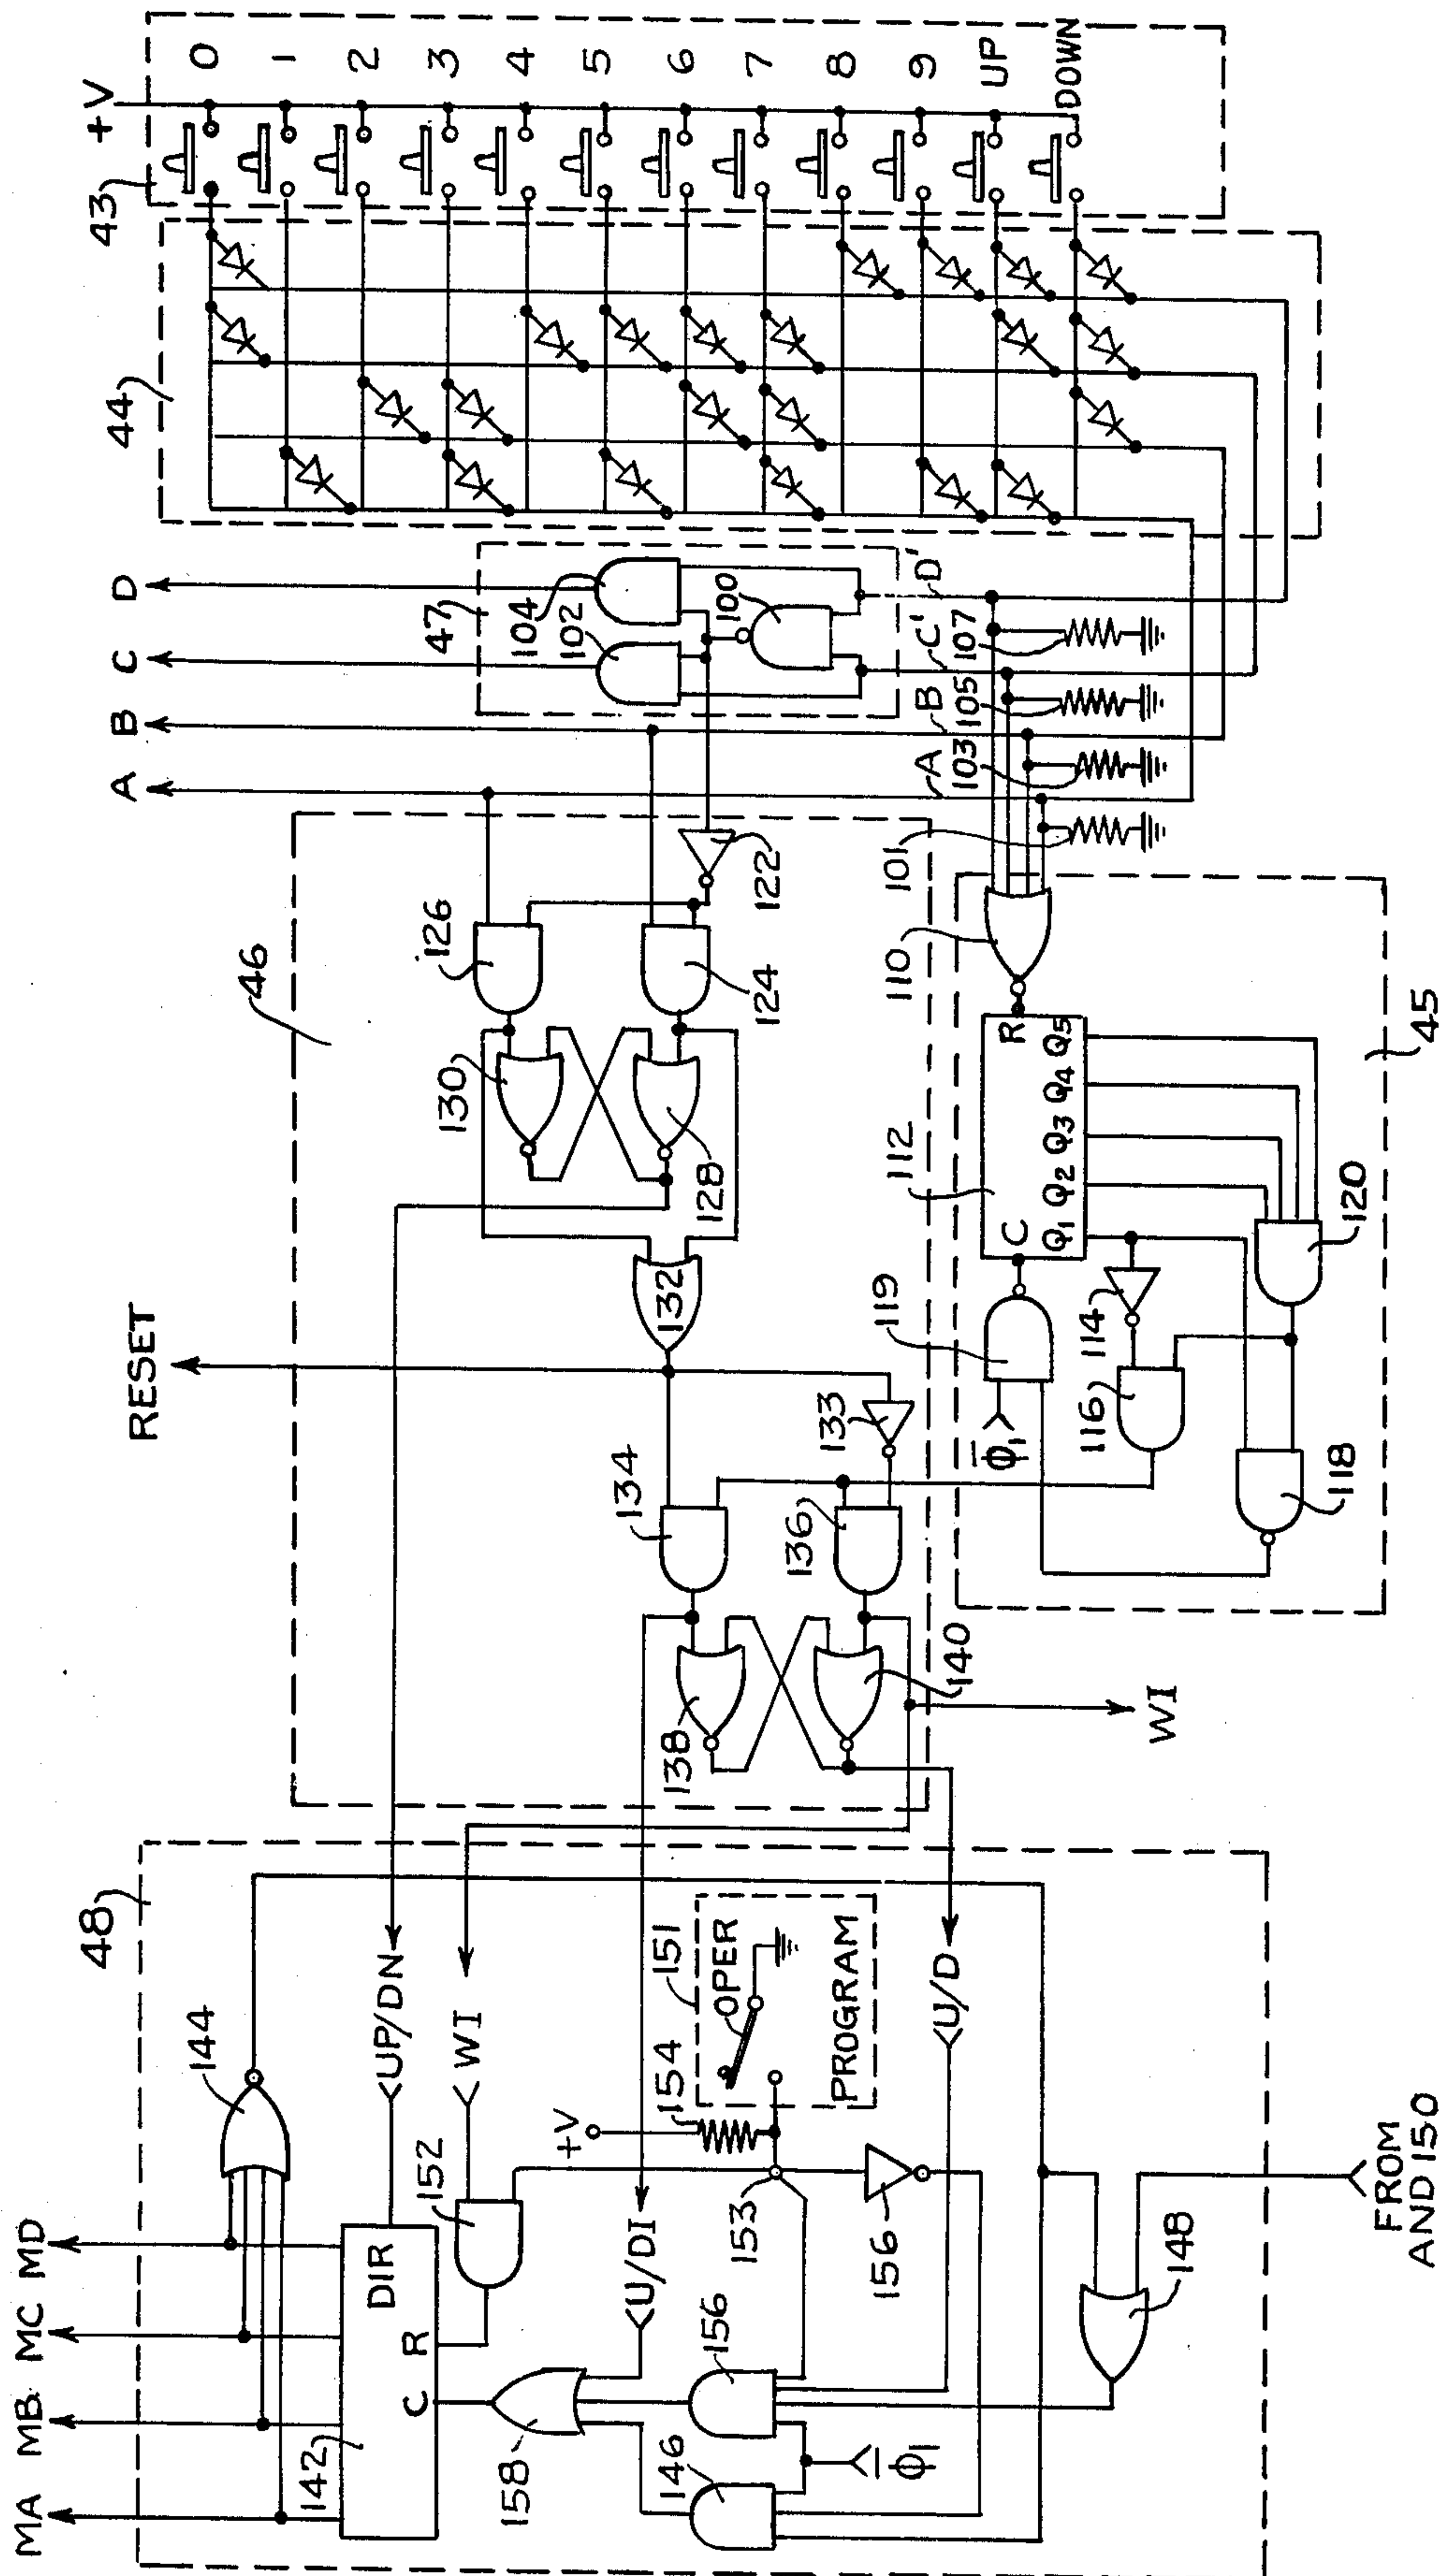 +V
43
0
1
2
3
4
5
6
7
8
9
UP
DOWN
44
D
C
B
A
47
104
102
100
D'
C'
B
A
107
105
103
101
46
126
122
124
130
128
132
110
112
R
C
Q1
Q2
Q3
Q4
Q5
45
RESET
134
133
136
119
114
116
120
118
Φ̅1
138
140
WI
48
144
UP/DN
WI
151
OPER
PROGRAM
154
+V
U/D
152
153
156
U/DI
MD
MC
MB
MA
DIR
R
C
142
158
156
146
Φ̅1
148
FROM
AND 150